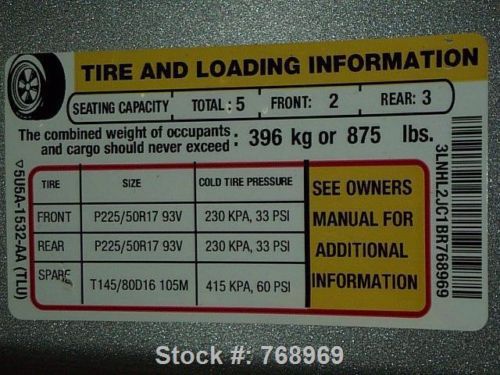 TIRE AND LOADING INFORMATION
SEATING CAPACITY TOTAL : 5 FRONT: 2 REAR: 3
The combined weight of occupants
and cargo should never exceed : 396 kg or 875 lbs.
TIRE SIZE COLD TIRE PRESSURE
FRONT P225/50R17 93V 230 KPA, 33 PSI
REAR P225/50R17 93V 230 KPA, 33 PSI
SPARE T145/80D16 105M 415 KPA, 60 PSI
SEE OWNERS
MANUAL FOR
ADDITIONAL
INFORMATION
▽5U5A-1532-AA (TLU)
3LNHL2JC1BR768969
Stock #: 768969